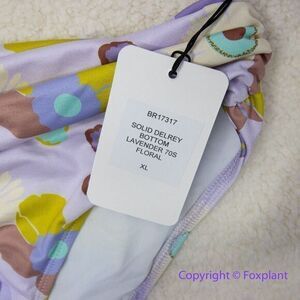 BR17317
SOLID DELREY
BOTTOM
LAVENDER 70S
FLORAL
XL
Copyright © Foxplant